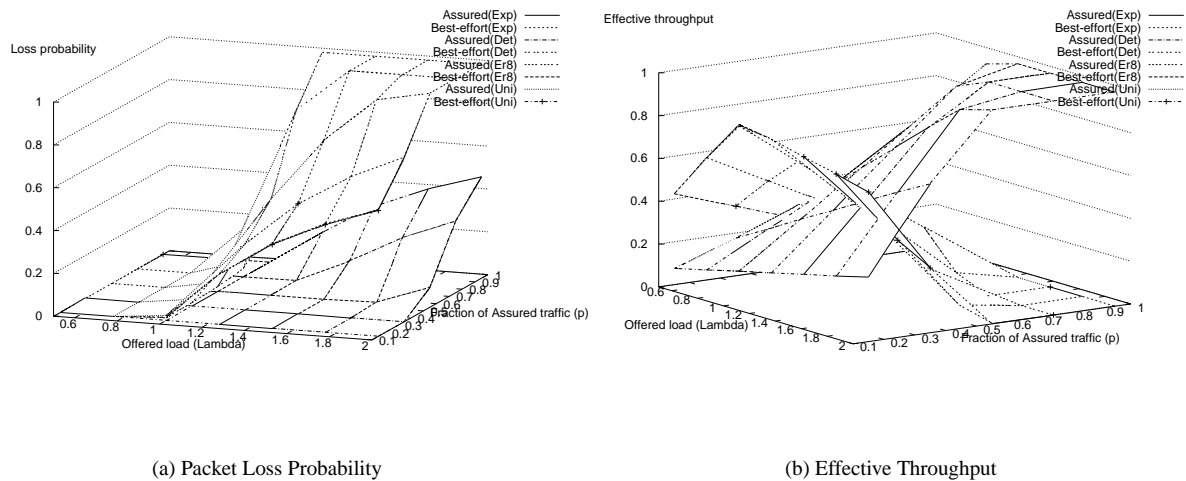 Loss probability
Assured(Exp)
Best-effort(Exp)
Assured(Det)
Best-effort(Det)
Assured(Er8)
Best-effort(Er8)
Assured(Uni)
Best-effort(Uni)
1
0.8
0.6
0.4
0.2
0
0.6
0.8
1
1.2
1.4
1.6
1.8
2
Offered load (Lambda)
0.1
0.2
0.3
0.4
0.5
0.6
0.7
0.8
0.9
1
Fraction of Assured traffic (p)
(a) Packet Loss Probability
Effective throughput
Assured(Exp)
Best-effort(Exp)
Assured(Det)
Best-effort(Det)
Assured(Er8)
Best-effort(Er8)
Assured(Uni)
Best-effort(Uni)
1
0.8
0.6
0.4
0.2
0
0.6
0.8
1
1.2
1.4
1.6
1.8
2
Offered load (Lambda)
0.1
0.2
0.3
0.4
0.5
0.6
0.7
0.8
0.9
1
Fraction of Assured traffic (p)
(b) Effective Throughput